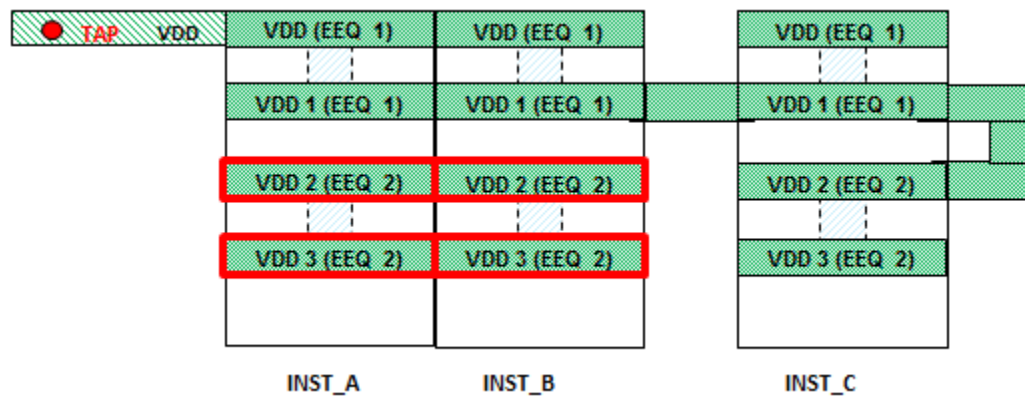 TAP VDD VDD (EEQ 1) VDD (EEQ 1) VDD (EEQ 1)
VDD 1 (EEQ 1) VDD 1 (EEQ 1) VDD 1 (EEQ 1)
VDD 2 (EEQ 2) VDD 2 (EEQ 2) VDD 2 (EEQ 2)
VDD 3 (EEQ 2) VDD 3 (EEQ 2) VDD 3 (EEQ 2)
INST_A INST_B INST_C